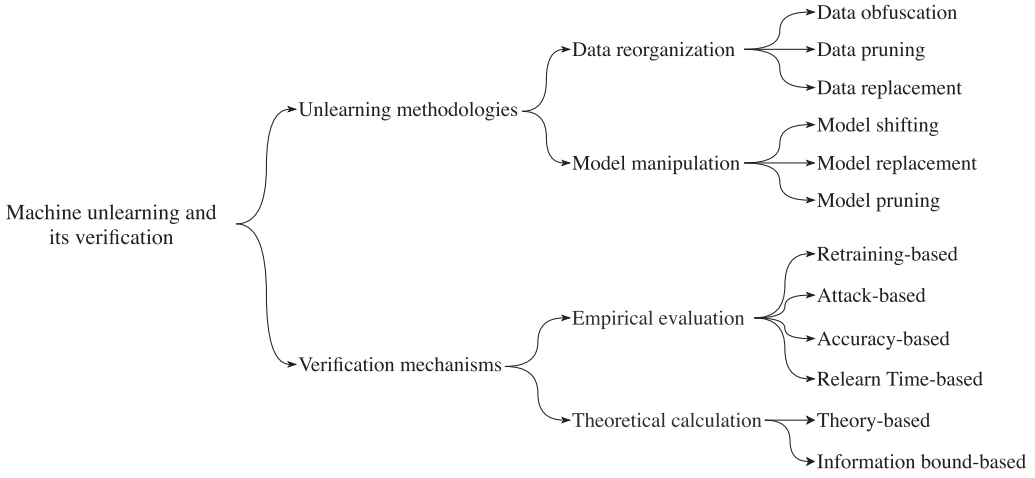 Machine unlearning and
its verification
Unlearning methodologies
Data reorganization
Data obfuscation
Data pruning
Data replacement
Model manipulation
Model shifting
Model replacement
Model pruning
Verification mechanisms
Empirical evaluation
Retraining-based
Attack-based
Accuracy-based
Relearn Time-based
Theoretical calculation
Theory-based
Information bound-based